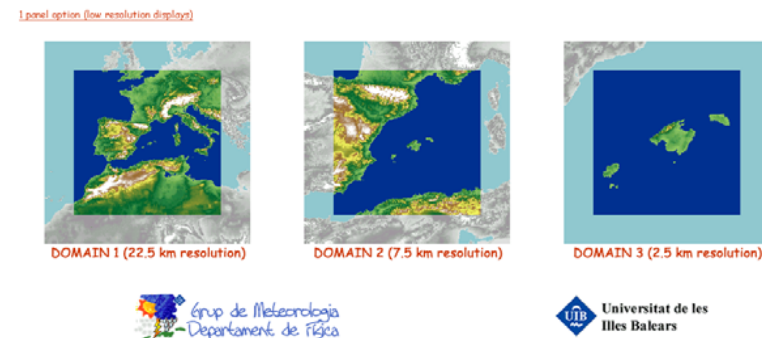 1 panel option (low resolution displays)
DOMAIN 1 (22.5 km resolution)
DOMAIN 2 (7.5 km resolution)
DOMAIN 3 (2.5 km resolution)
Grup de Meteorologia
Departament de Física
UIB
Universitat de les
Illes Balears